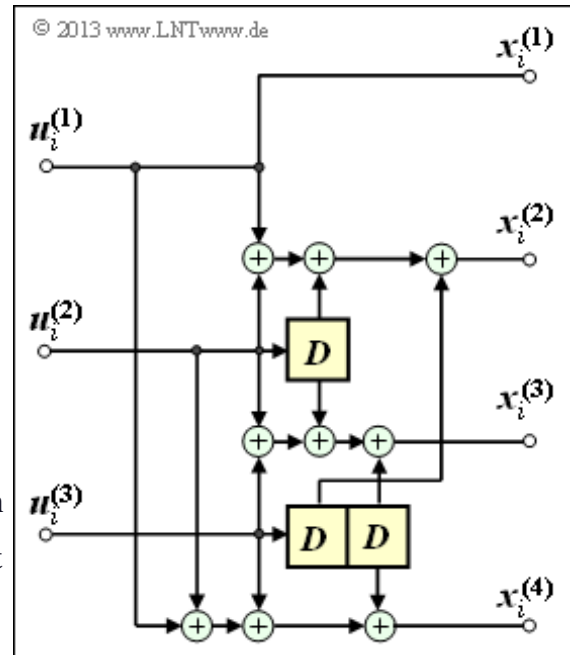 © 2013 www.LNTwww.de
x_i^(1)
u_i^(1)
+ + +
x_i^(2)
u_i^(2)
D
+ + +
x_i^(3)
u_i^(3)
D D
+ + +
x_i^(4)